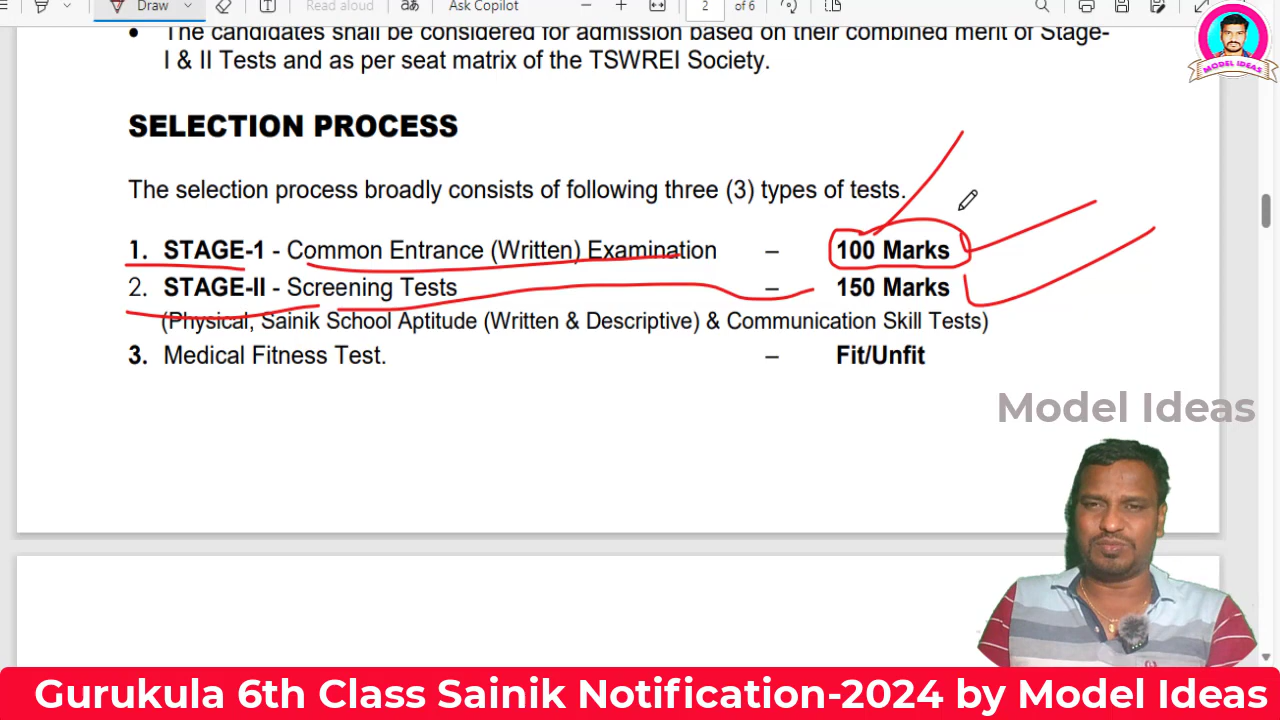 Draw
Read aloud
aあ
Ask Copilot
2
of 6
• The candidates shall be considered for admission based on their combined merit of Stage-
I & II Tests and as per seat matrix of the TSWREI Society.
MODEL IDEAS
SELECTION PROCESS
The selection process broadly consists of following three (3) types of tests.
1. STAGE-1 - Common Entrance (Written) Examination – 100 Marks
2. STAGE-II - Screening Tests – 150 Marks
(Physical, Sainik School Aptitude (Written & Descriptive) & Communication Skill Tests)
3. Medical Fitness Test. – Fit/Unfit
Model Ideas
Gurukula 6th Class Sainik Notification-2024 by Model Ideas